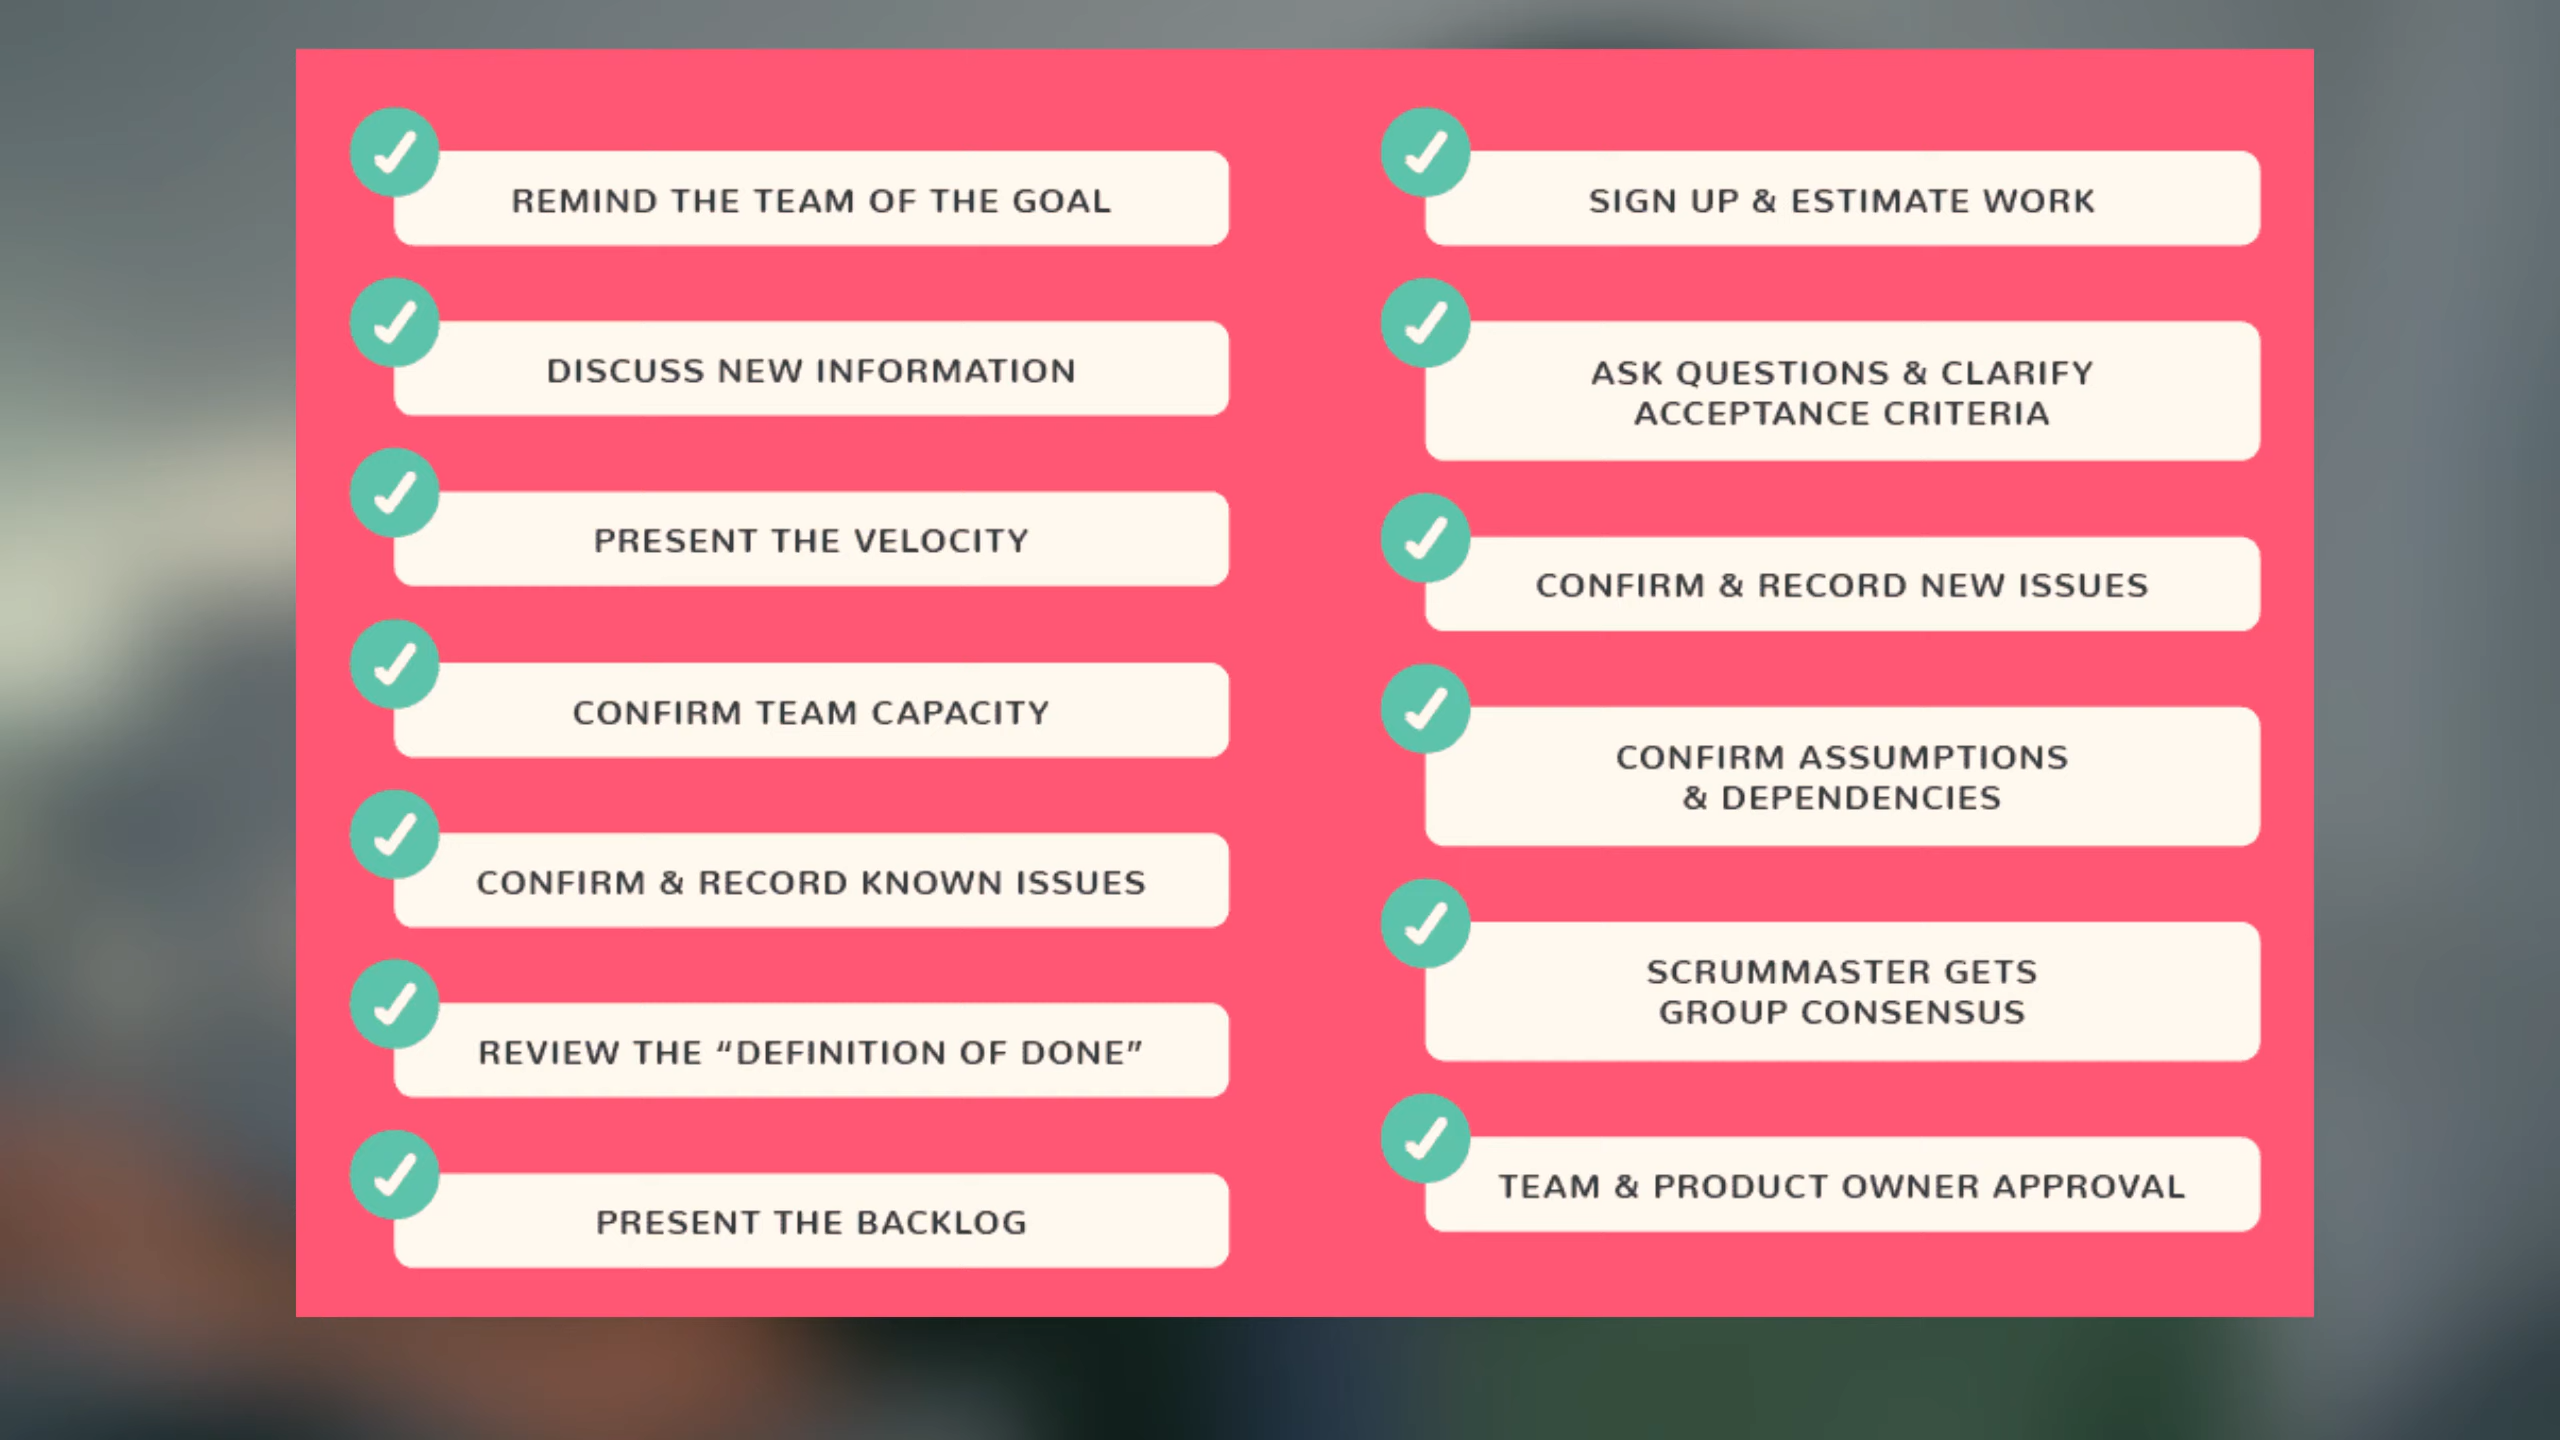 REMIND THE TEAM OF THE GOAL
DISCUSS NEW INFORMATION
PRESENT THE VELOCITY
CONFIRM TEAM CAPACITY
CONFIRM & RECORD KNOWN ISSUES
REVIEW THE “DEFINITION OF DONE”
PRESENT THE BACKLOG
SIGN UP & ESTIMATE WORK
ASK QUESTIONS & CLARIFY
ACCEPTANCE CRITERIA
CONFIRM & RECORD NEW ISSUES
CONFIRM ASSUMPTIONS
& DEPENDENCIES
SCRUMMASTER GETS
GROUP CONSENSUS
TEAM & PRODUCT OWNER APPROVAL